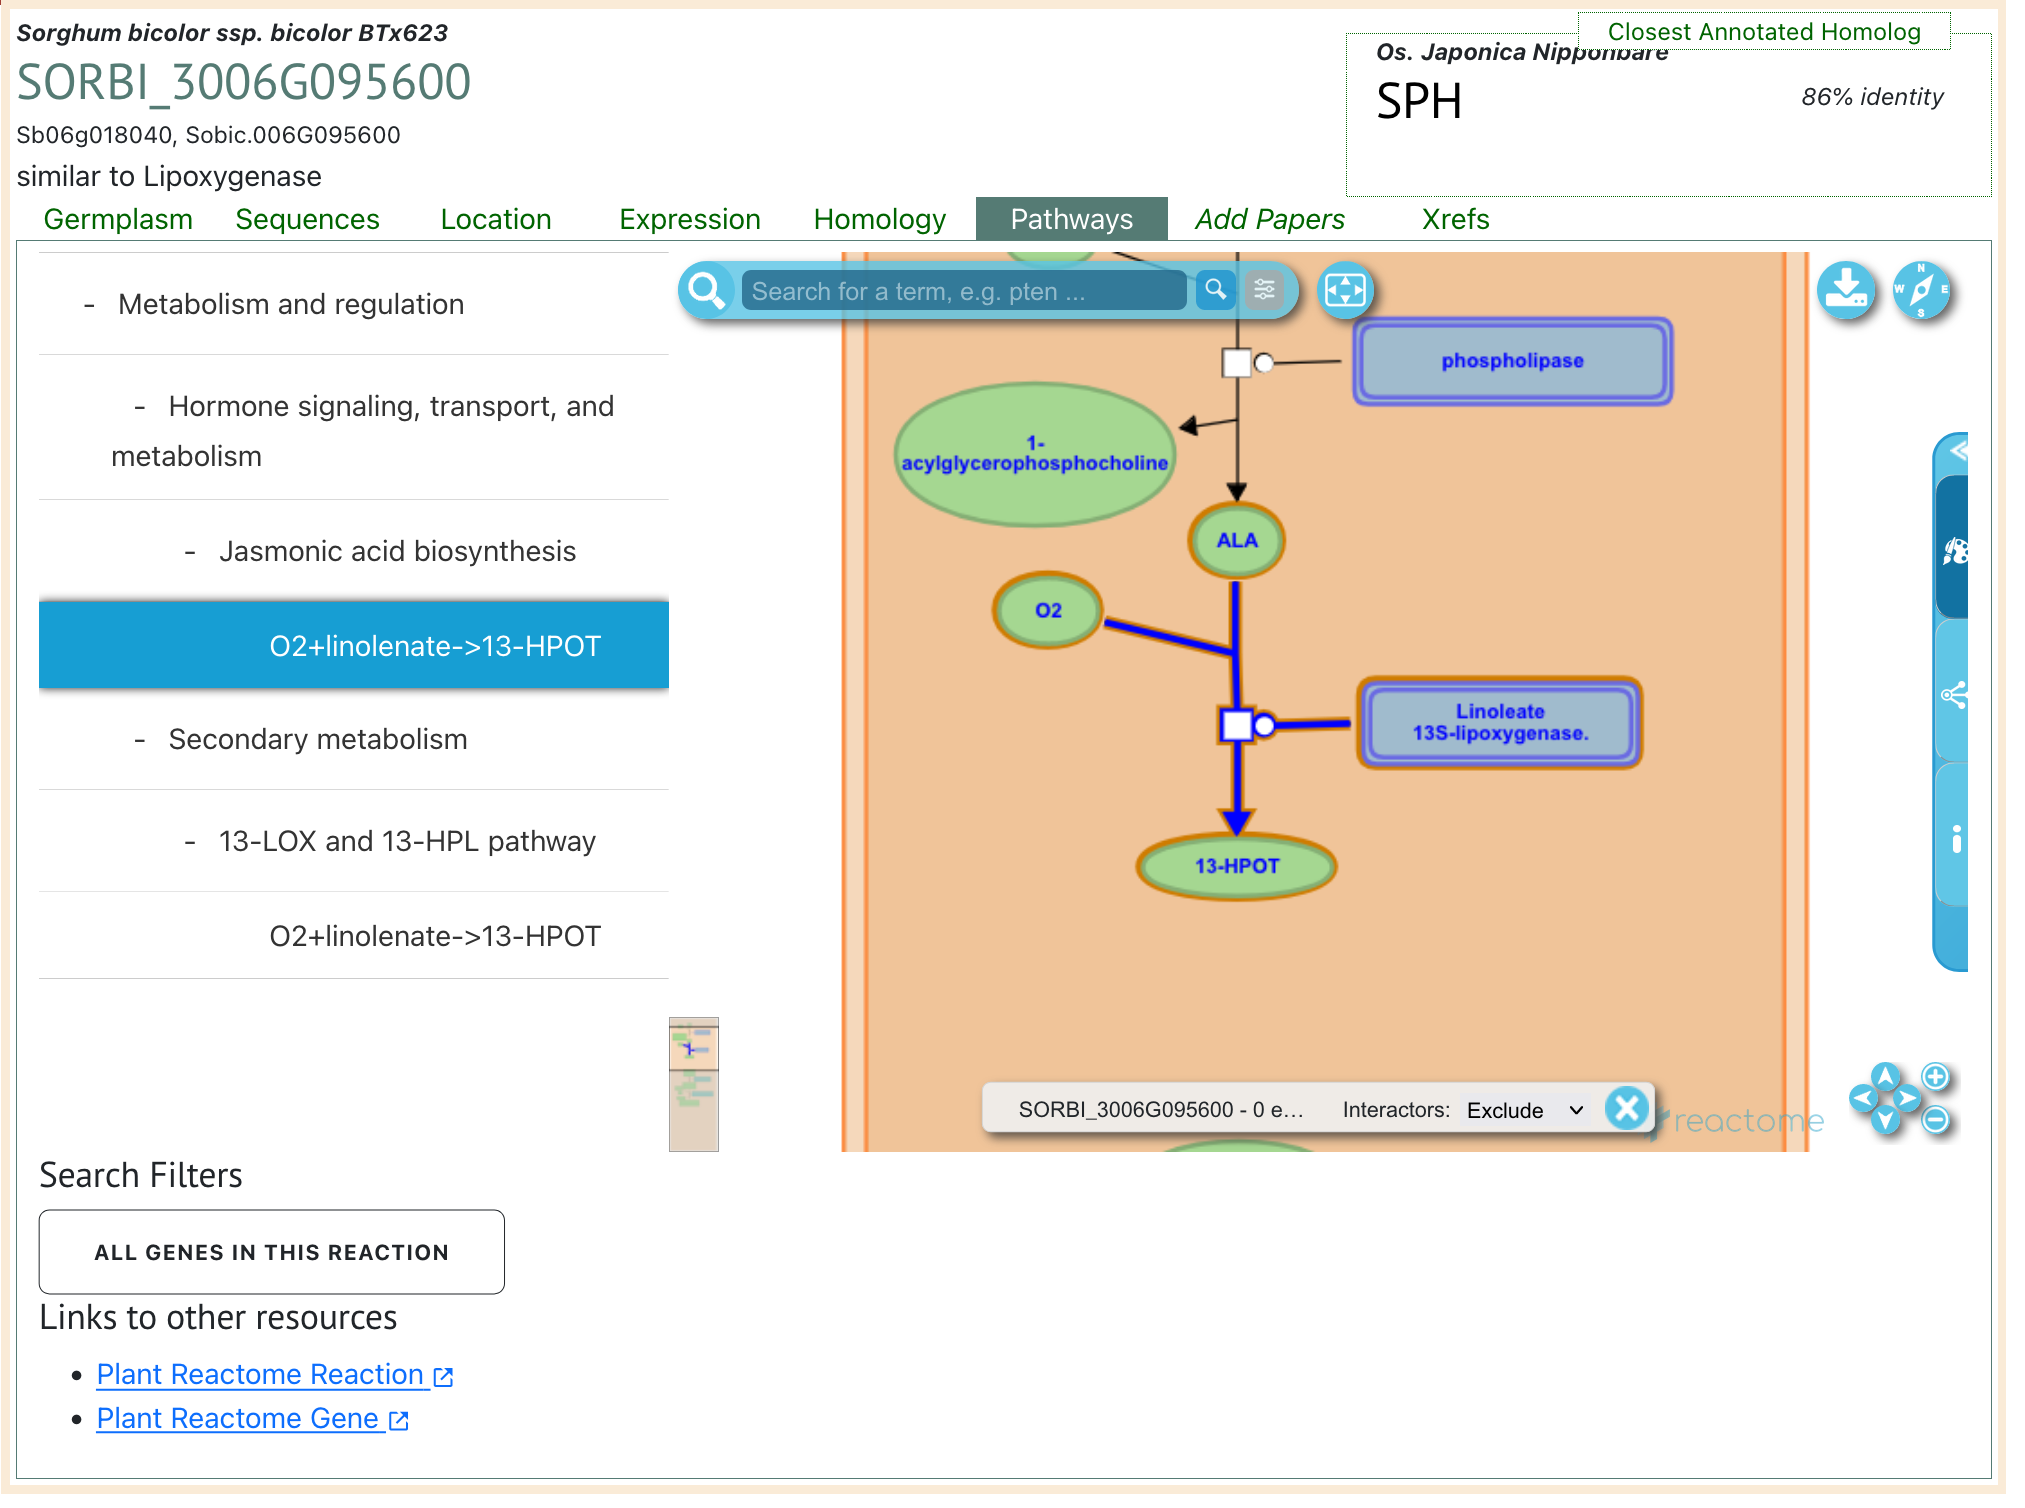 Sorghum bicolor ssp. bicolor BTx623
SORBI_3006G095600
Sb06g018040, Sobic.006G095600
similar to Lipoxygenase
Closest Annotated Homolog
Os. Japonica Nipponbare
SPH
86% identity
Germplasm Sequences Location Expression Homology Pathways Add Papers Xrefs
- Metabolism and regulation
- Hormone signaling, transport, and
metabolism
- Jasmonic acid biosynthesis
O2+linolenate->13-HPOT
- Secondary metabolism
- 13-LOX and 13-HPL pathway
O2+linolenate->13-HPOT
Search for a term, e.g. pten ...
N
W E
S
phospholipase
1-
acylglycerophosphocholine
ALA
O2
Linoleate
13S-lipoxygenase.
13-HPOT
SORBI_3006G095600 - 0 e... Interactors: Exclude
reactome
Search Filters
ALL GENES IN THIS REACTION
Links to other resources
• Plant Reactome Reaction
• Plant Reactome Gene